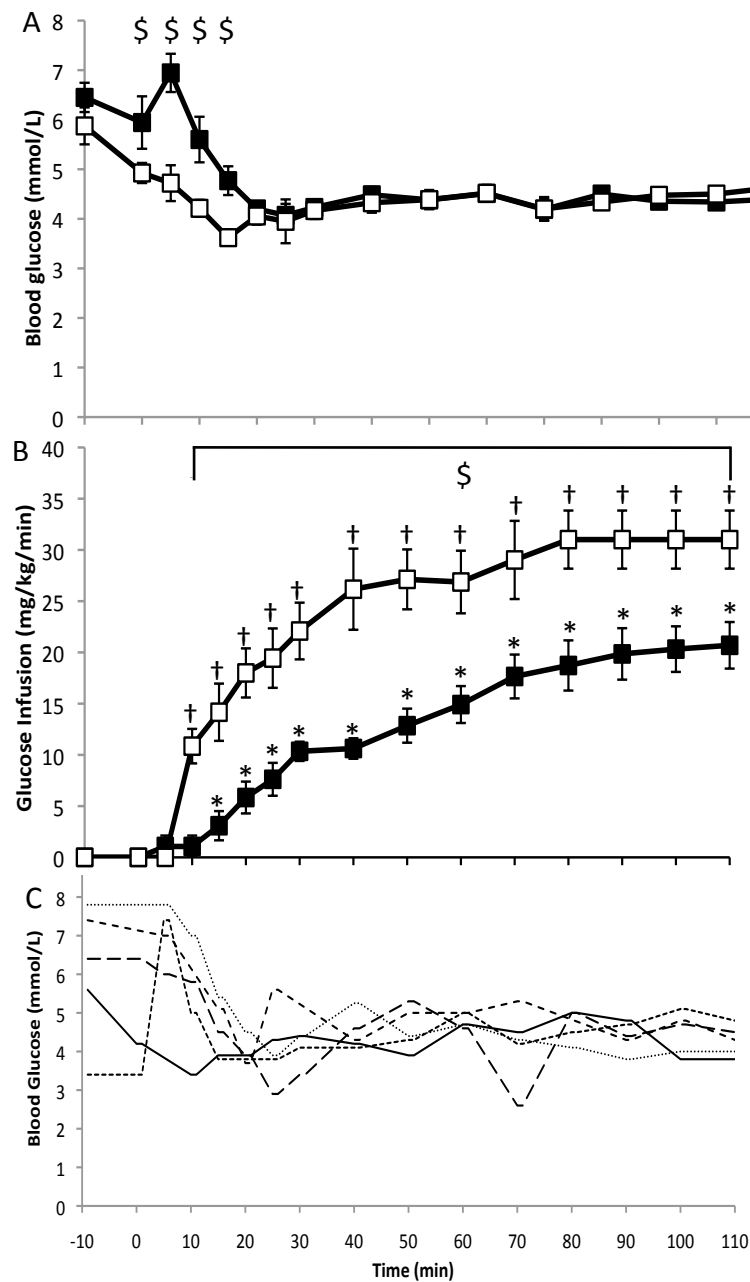 A
$ $ $ $
Blood glucose (mmol/L)
8
7
6
5
4
3
2
1
0
B
$
Glucose Infusion (mg/kg/min)
40
35
30
25
20
15
10
5
0
† † † † † † † † † † † †
* * * * * * * * * * *
C
Blood Glucose (mmol/L)
8
7
6
5
4
3
2
1
0
-10 0 10 20 30 40 50 60 70 80 90 100 110
Time (min)